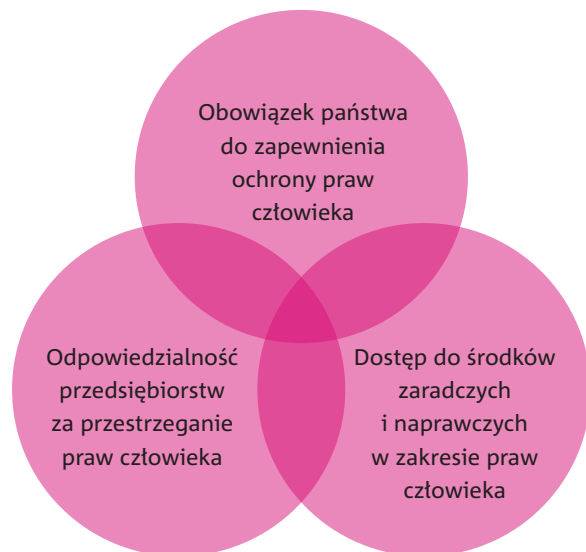 Obowiązek państwa
do zapewnienia
ochrony praw
człowieka
Odpowiedzialność
przedsiębiorstw
za przestrzeganie
praw człowieka
Dostęp do środków
zaradczych
i naprawczych
w zakresie praw
człowieka